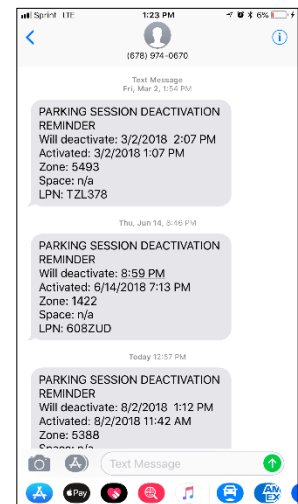 Sprint LTE 1:23 PM 6%
(678) 974-0670
Text Message
Fri, Mar 2, 1:54 PM
PARKING SESSION DEACTIVATION
REMINDER
Will deactivate: 3/2/2018 2:07 PM
Activated: 3/2/2018 1:07 PM
Zone: 5493
Space: n/a
LPN: TZL378
Thu, Jun 14, 8:46 PM
PARKING SESSION DEACTIVATION
REMINDER
Will deactivate: 8:59 PM
Activated: 6/14/2018 7:13 PM
Zone: 1422
Space: n/a
LPN: 608ZUD
Today 12:57 PM
PARKING SESSION DEACTIVATION
REMINDER
Will deactivate: 8/2/2018 1:12 PM
Activated: 8/2/2018 11:42 AM
Zone: 5388
Space: n/a
Text Message
Pay
AM
EX